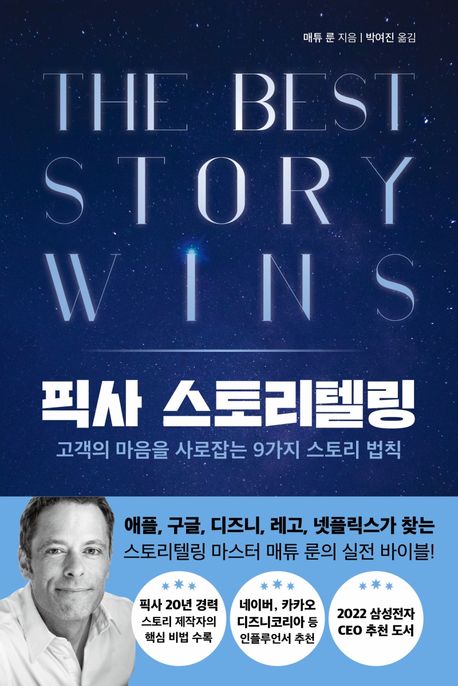 매튜 룬 지음 | 박여진 옮김
THE BEST
STORY
WINS
픽사 스토리텔링
고객의 마음을 사로잡는 9가지 스토리 법칙
애플, 구글, 디즈니, 레고, 넷플릭스가 찾는
스토리텔링 마스터 매튜 룬의 실전 바이블!
픽사 20년 경력
스토리 제작자의
핵심 비법 수록
네이버, 카카오
디즈니코리아 등
인플루언서 추천
2022 삼성전자
CEO 추천 도서